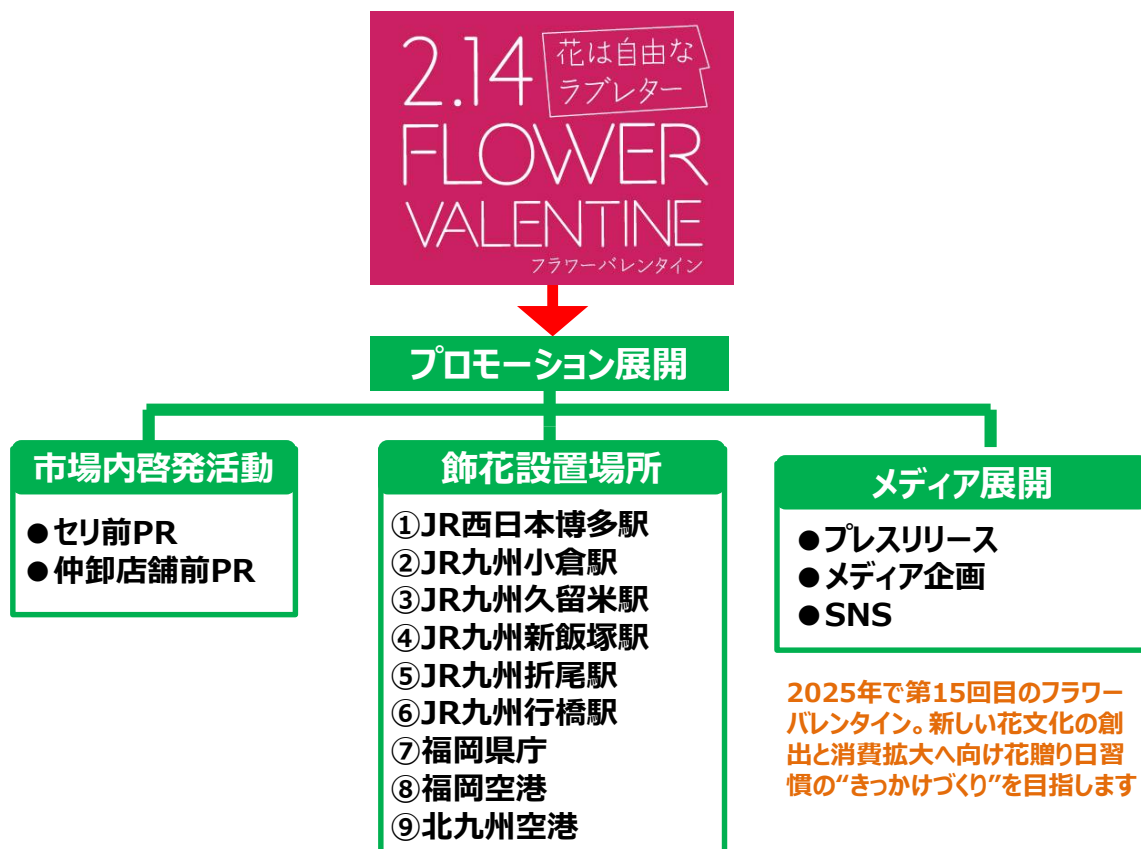 2.14
花は自由な
ラブレター
FLOWER
VALENTINE
フラワーバレンタイン
プロモーション展開
市場内啓発活動
●セリ前PR
●仲卸店舗前PR
飾花設置場所
①JR西日本博多駅
②JR九州小倉駅
③JR九州久留米駅
④JR九州新飯塚駅
⑤JR九州折尾駅
⑥JR九州行橋駅
⑦福岡県庁
⑧福岡空港
⑨北九州空港
メディア展開
●プレスリリース
●メディア企画
●SNS
2025年で第15回目のフラワー
バレンタイン。新しい花文化の創
出と消費拡大へ向け花贈り日習
慣の“きっかけづくり”を目指します